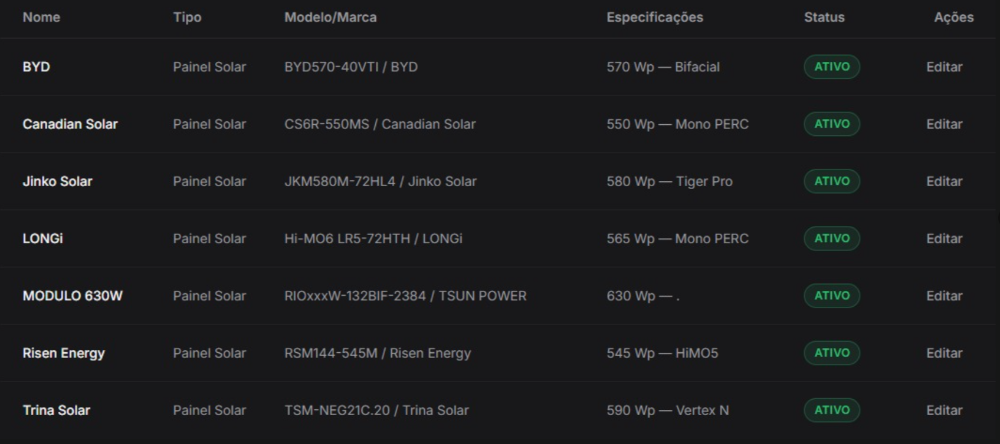 Nome Tipo Modelo/Marca Especificações Status Ações
BYD Painel Solar BYD570-40VTI / BYD 570 Wp — Bifacial ATIVO Editar
Canadian Solar Painel Solar CS6R-550MS / Canadian Solar 550 Wp — Mono PERC ATIVO Editar
Jinko Solar Painel Solar JKM580M-72HL4 / Jinko Solar 580 Wp — Tiger Pro ATIVO Editar
LONGi Painel Solar Hi-MO6 LR5-72HTH / LONGi 565 Wp — Mono PERC ATIVO Editar
MODULO 630W Painel Solar RIOxxxW-132BIF-2384 / TSUN POWER 630 Wp — . ATIVO Editar
Risen Energy Painel Solar RSM144-545M / Risen Energy 545 Wp — HiMO5 ATIVO Editar
Trina Solar Painel Solar TSM-NEG21C.20 / Trina Solar 590 Wp — Vertex N ATIVO Editar